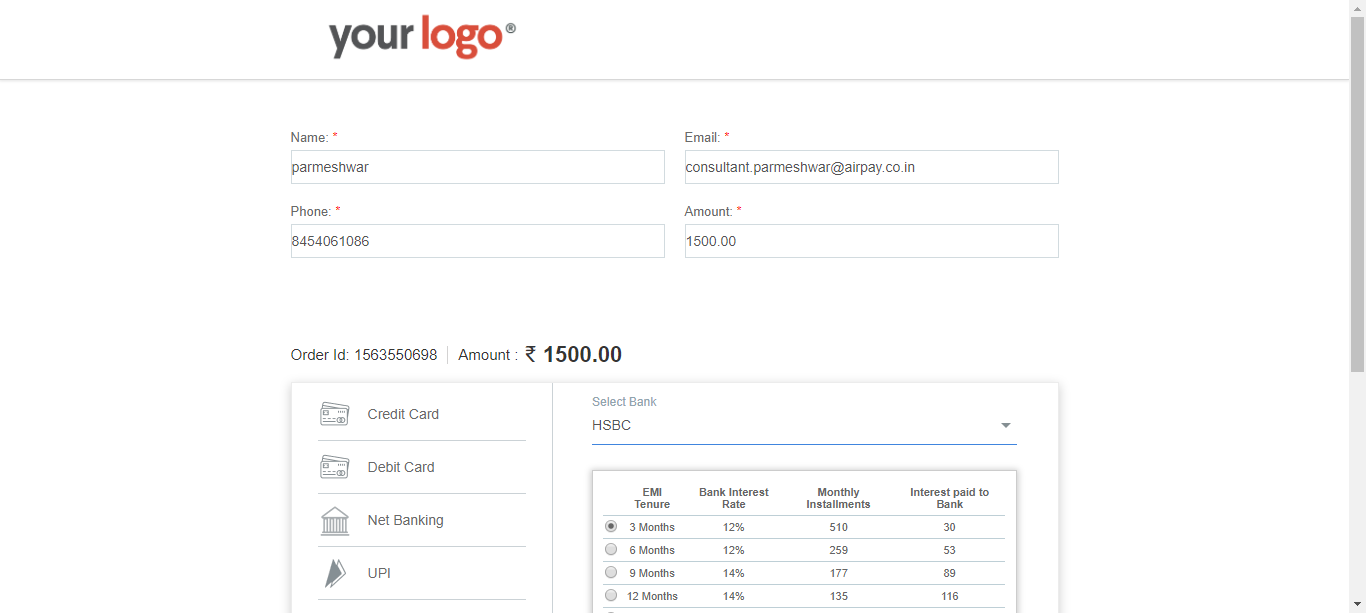 your logo®
Name: * Email: *
parmeshwar consultant.parmeshwar@airpay.co.in
Phone: * Amount: *
8454061086 1500.00
Order Id: 1563550698 Amount : ₹ 1500.00
Credit Card
Debit Card
Net Banking
UPI
Select Bank
HSBC
EMI Tenure Bank Interest Rate Monthly Installments Interest paid to Bank
3 Months 12% 510 30
6 Months 12% 259 53
9 Months 14% 177 89
12 Months 14% 135 116